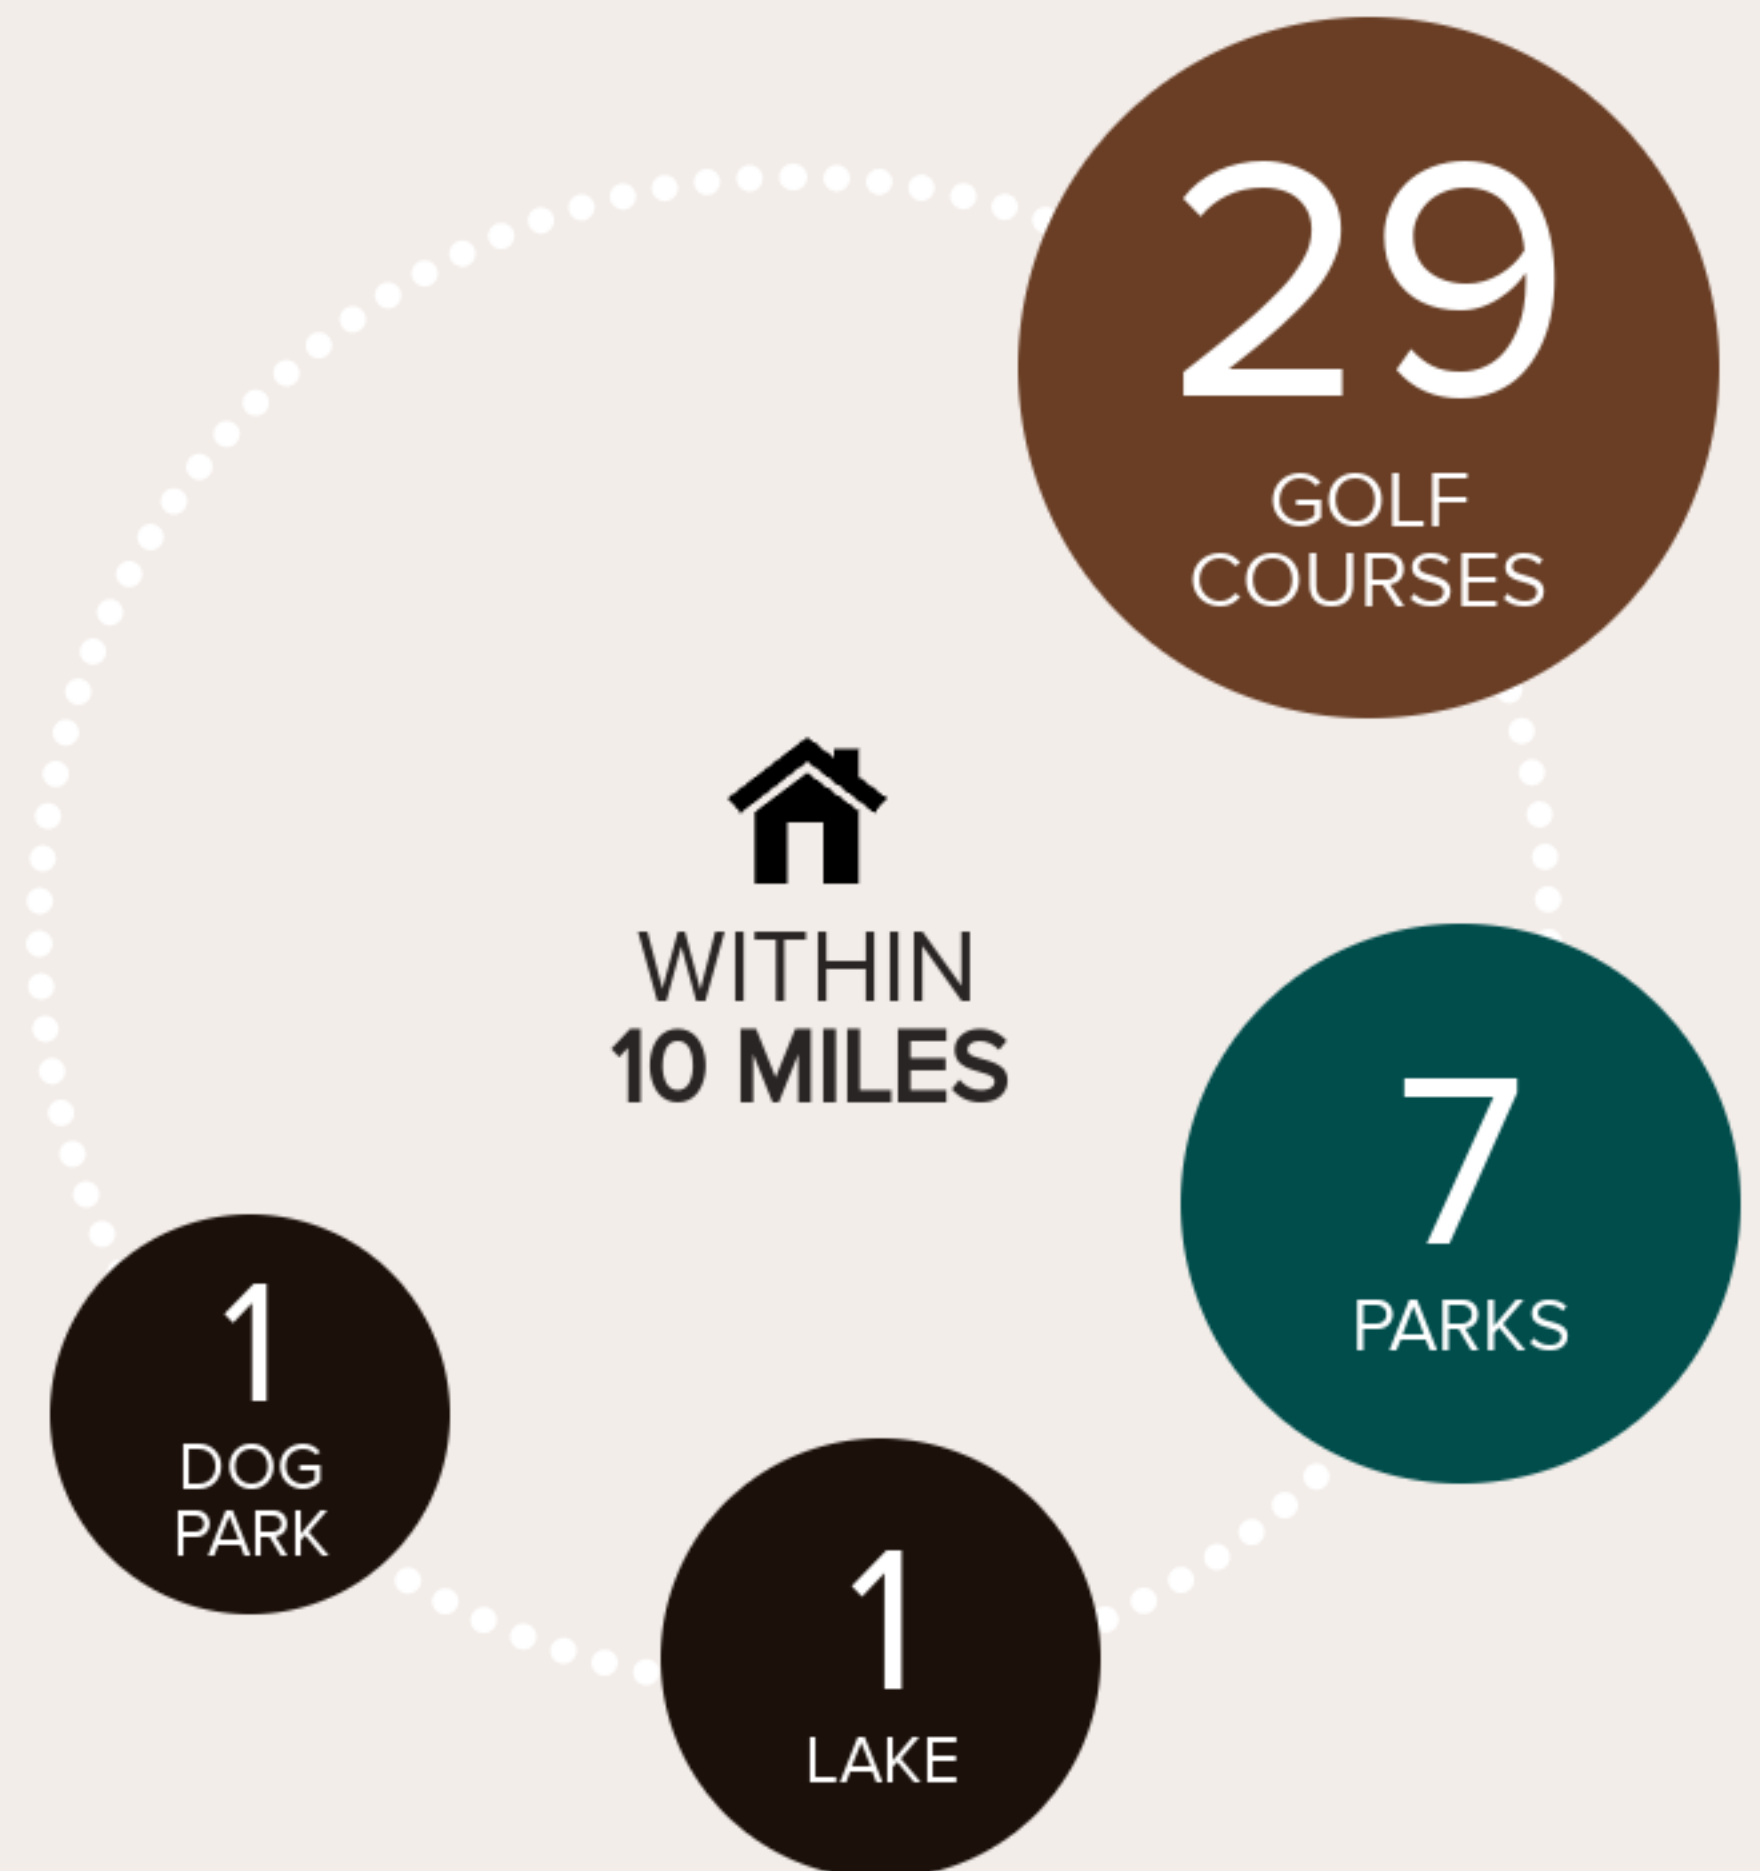 29
GOLF
COURSES
WITHIN
10 MILES
7
PARKS
1
DOG
PARK
1
LAKE